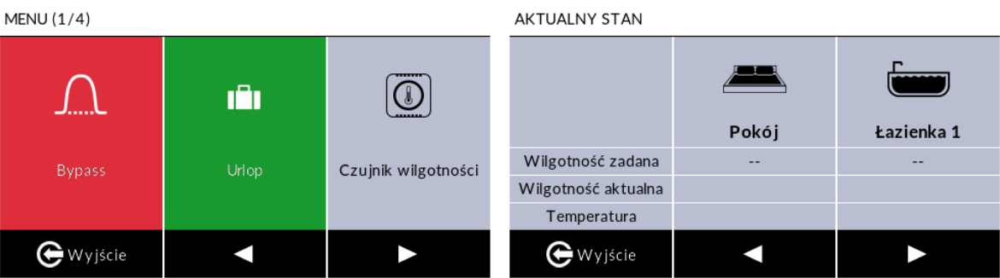 MENU (1/4)
Bypass
Urlop
Czujnik wilgotności
Wyjście
AKTUALNY STAN
Pokój
Łazienka 1
Wilgotność zadana -- --
Wilgotność aktualna
Temperatura
Wyjście